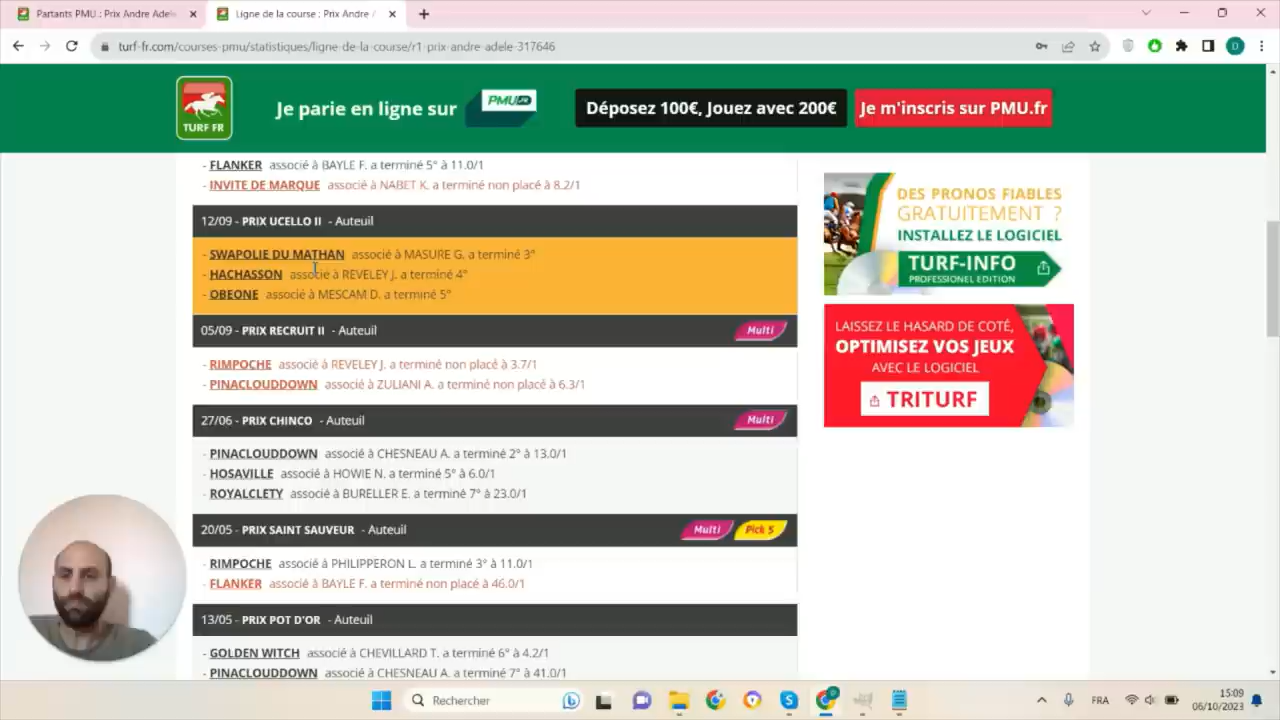 Partants PMU : Prix Andre Adele
Ligne de la course : Prix Andre A
turf-fr.com/courses-pmu/statistiques/ligne-de-la-course/r1-prix-andre-adele-317646
D
TURF FR
Je parie en ligne sur
PMU.fr
Déposez 100€, Jouez avec 200€
Je m'inscris sur PMU.fr
- FLANKER associé à BAYLE F. a terminé 5° à 11.0/1
- INVITE DE MARQUE associé à NABET K. a terminé non placé à 8.2/1
12/09 - PRIX UCELLO II - Auteuil
- SWAPOLIE DU MATHAN associé à MASURE G. a terminé 3°
- HACHASSON associé à REVELEY J. a terminé 4°
- OBEONE associé à MESCAM D. a terminé 5°
05/09 - PRIX RECRUIT II - Auteuil
Multi
- RIMPOCHE associé à REVELEY J. a terminé non placé à 3.7/1
- PINACLOUDDOWN associé à ZULIANI A. a terminé non placé à 6.3/1
27/06 - PRIX CHINCO - Auteuil
Multi
- PINACLOUDDOWN associé à CHESNEAU A. a terminé 2° à 13.0/1
- HOSAVILLE associé à HOWIE N. a terminé 5° à 6.0/1
- ROYALCLETY associé à BURELLER E. a terminé 7° à 23.0/1
20/05 - PRIX SAINT SAUVEUR - Auteuil
Multi Pick 5
- RIMPOCHE associé à PHILIPPERON L. a terminé 3° à 11.0/1
- FLANKER associé à BAYLE F. a terminé non placé à 46.0/1
13/05 - PRIX POT D'OR - Auteuil
- GOLDEN WITCH associé à CHEVILLARD T. a terminé 6° à 4.2/1
- PINACLOUDDOWN associé à CHESNEAU A. a terminé 7° à 41.0/1
DES PRONOS FIABLES
GRATUITEMENT ?
INSTALLEZ LE LOGICIEL
TURF-INFO
PROFESSIONEL EDITION
LAISSEZ LE HASARD DE COTÉ,
OPTIMISEZ VOS JEUX
AVEC LE LOGICIEL
TRITURF
Rechercher
FRA
15:09
06/10/2023